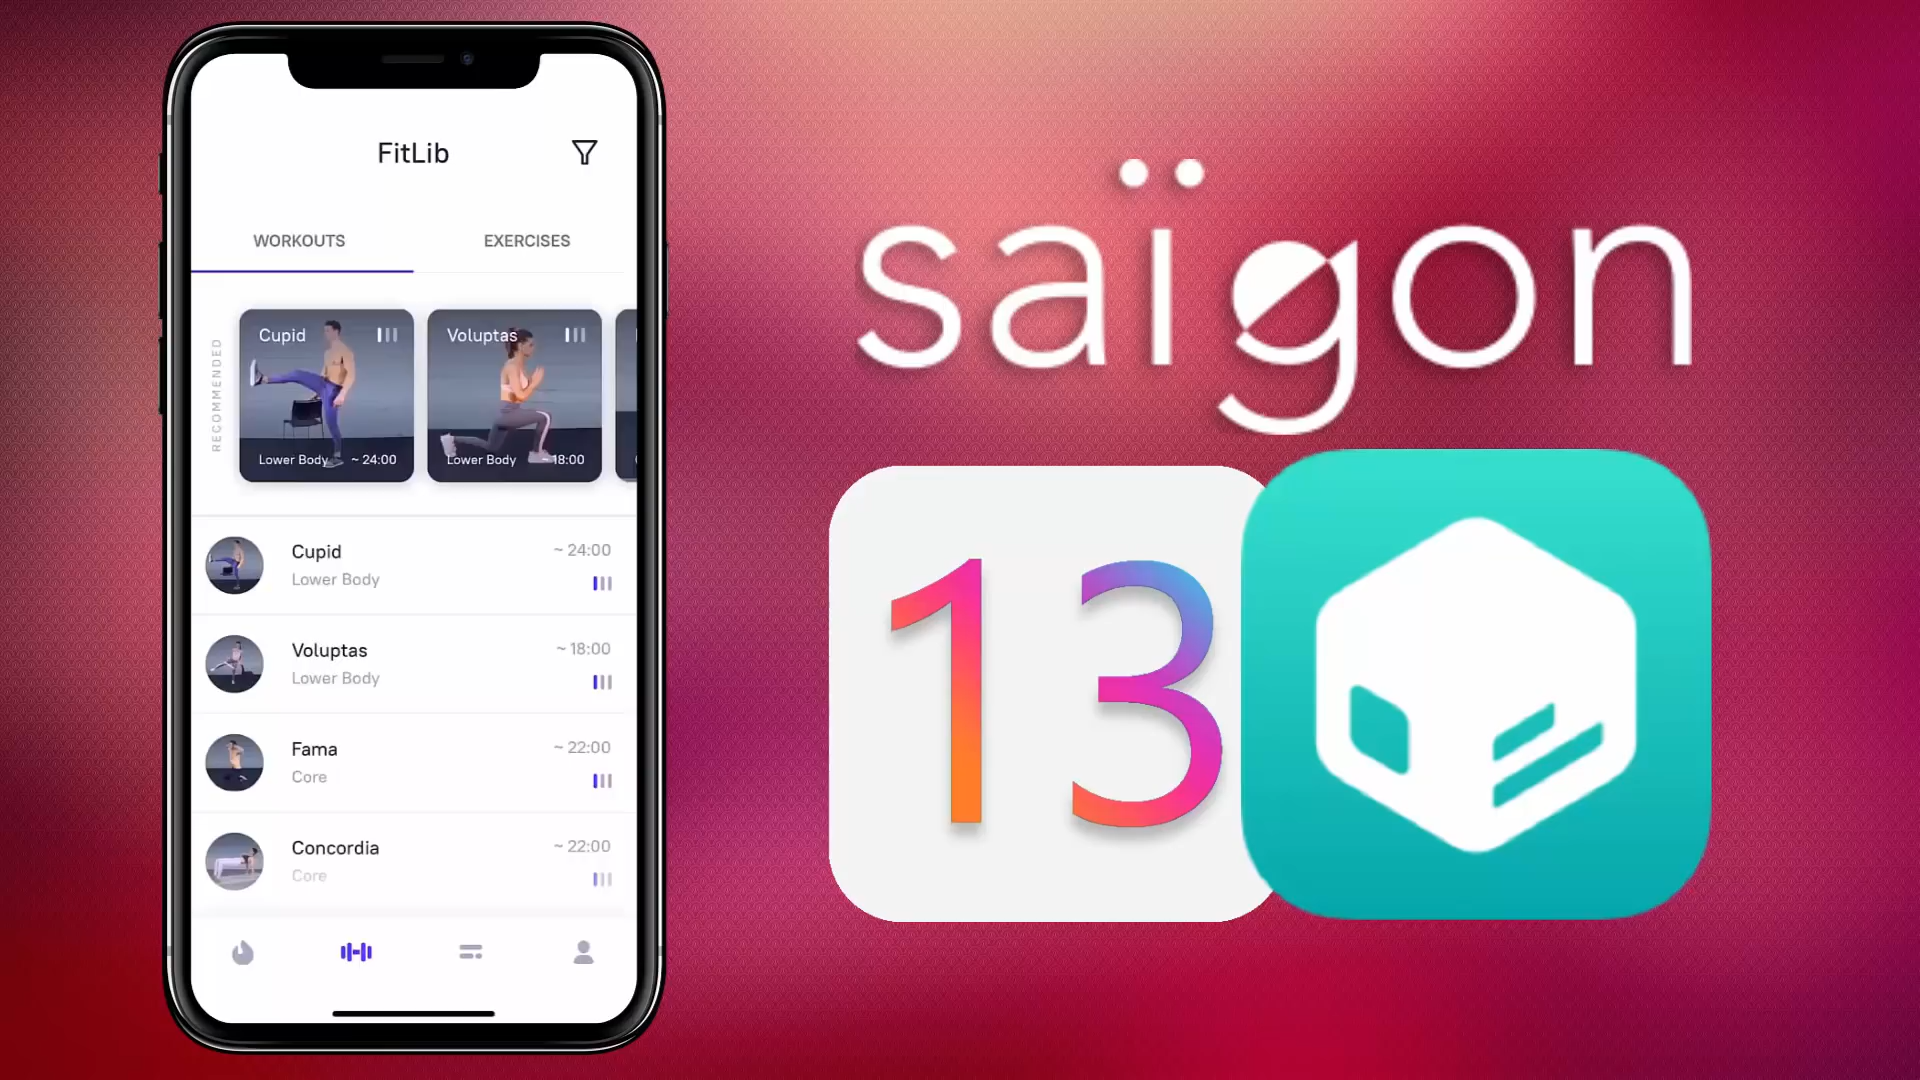 FitLib
WORKOUTS
EXERCISES
RECOMMENDED
Cupid
Lower Body ~ 24:00
Voluptas
Lower Body ~ 18:00
Cupid ~ 24:00
Lower Body
Voluptas ~ 18:00
Lower Body
Fama ~ 22:00
Core
Concordia ~ 22:00
Core
saïgon
13